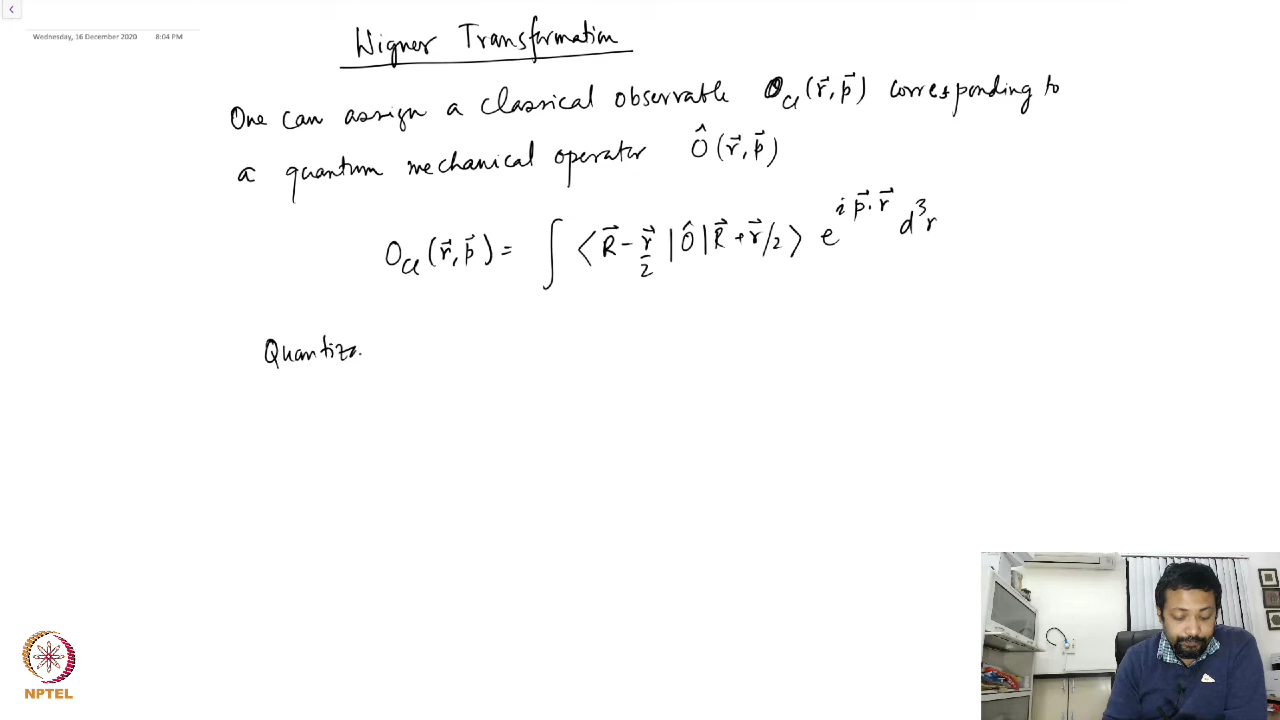 Wednesday, 16 December 2020 8:04 PM
Wigner Transformation
One can assign a classical observable O_cl (r⃗, p⃗) corresponding to
a quantum mechanical operator Ô (r⃗, p⃗)
O_cl (r⃗, p⃗) = ∫ ⟨R⃗ - r⃗/2 | Ô | R⃗ + r⃗/2⟩ e^{i p⃗·r⃗} d³r
Quantiza
NPTEL